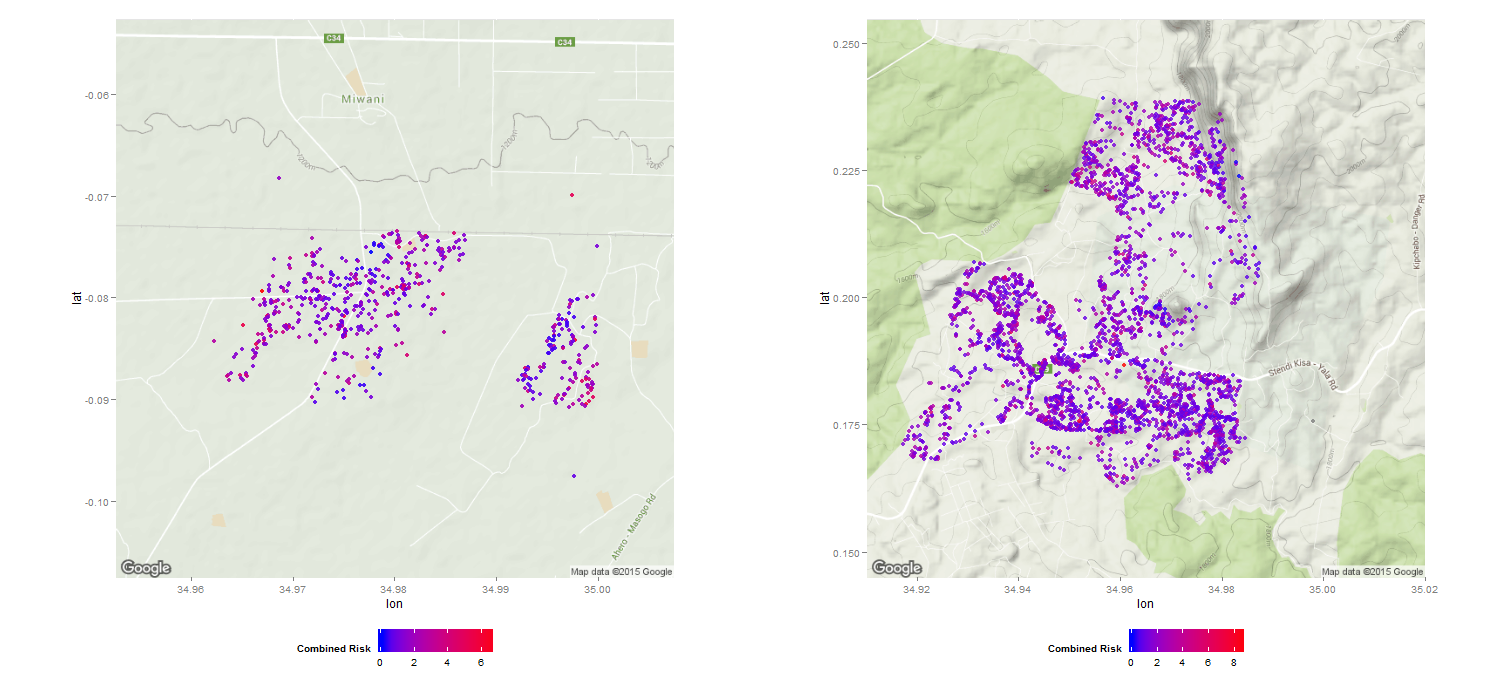 C34
C34
-0.06
Miwani
1200m
1200m
-0.07
lat
-0.08
-0.09
-0.10
Ahero - Masogo Rd
Google
Map data ©2015 Google
34.96
34.97
34.98
34.99
35.00
lon
Combined Risk
0
2
4
6
0.250
0.225
lat
0.200
0.175
0.150
2000m
Kipchabo - Danger Rd
1500m
1600m
Stendi Kisa - Yala Rd
Google
Map data ©2015 Google
34.92
34.94
34.96
34.98
35.00
35.02
lon
Combined Risk
0
2
4
6
8